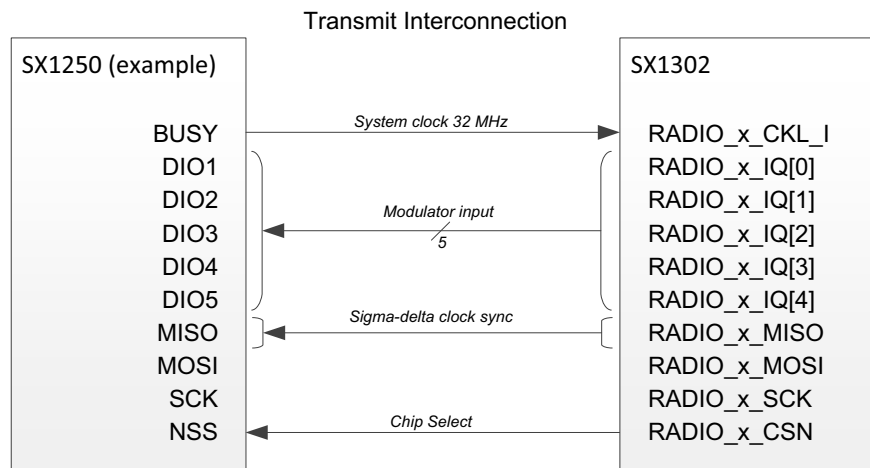 Transmit Interconnection
SX1250 (example)
SX1302
BUSY
System clock 32 MHz
RADIO_x_CKL_I
DIO1
RADIO_x_IQ[0]
DIO2
RADIO_x_IQ[1]
Modulator input
DIO3
5
RADIO_x_IQ[2]
DIO4
RADIO_x_IQ[3]
DIO5
RADIO_x_IQ[4]
Sigma-delta clock sync
MISO
RADIO_x_MISO
MOSI
RADIO_x_MOSI
SCK
RADIO_x_SCK
NSS
Chip Select
RADIO_x_CSN